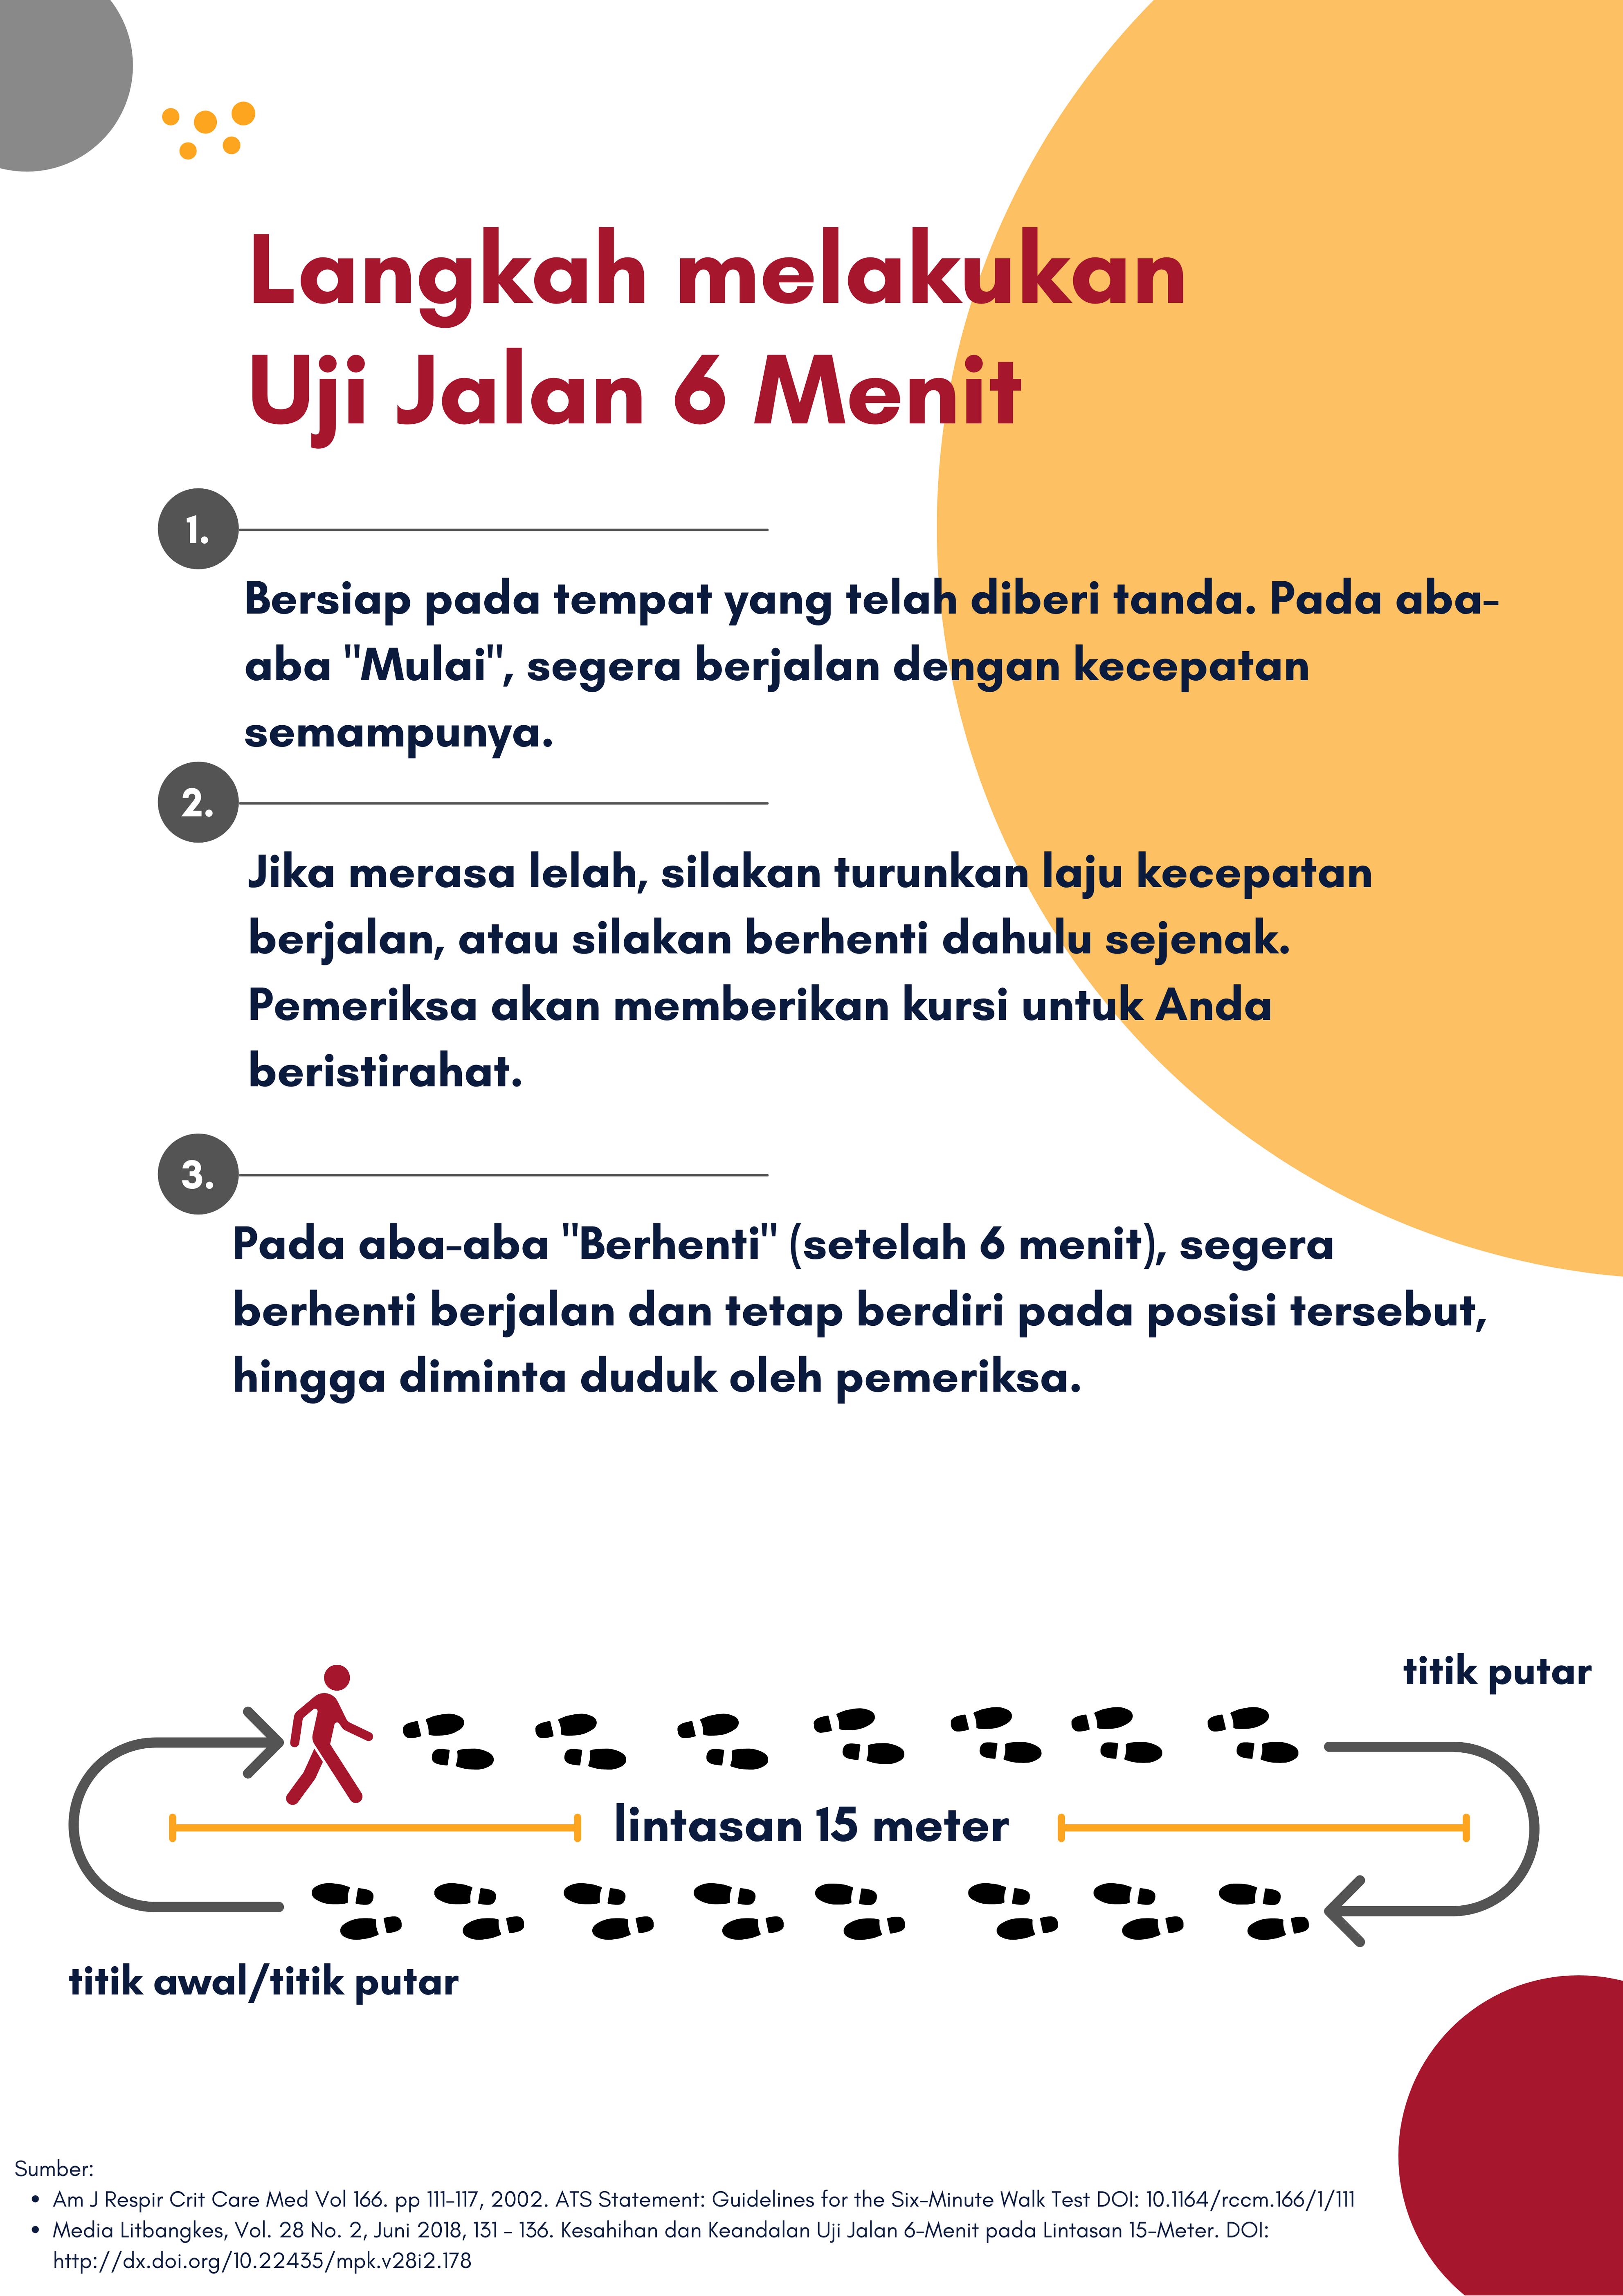 Langkah melakukan
Uji Jalan 6 Menit
1.
Bersiap pada tempat yang telah diberi tanda. Pada aba-
aba "Mulai", segera berjalan dengan kecepatan
semampunya.
2.
Jika merasa lelah, silakan turunkan laju kecepatan
berjalan, atau silakan berhenti dahulu sejenak.
Pemeriksa akan memberikan kursi untuk Anda
beristirahat.
3.
Pada aba-aba "Berhenti" (setelah 6 menit), segera
berhenti berjalan dan tetap berdiri pada posisi tersebut,
hingga diminta duduk oleh pemeriksa.
titik putar
lintasan 15 meter
titik awal/titik putar
Sumber:
• Am J Respir Crit Care Med Vol 166. pp 111-117, 2002. ATS Statement: Guidelines for the Six-Minute Walk Test DOI: 10.1164/rccm.166/1/111
• Media Litbangkes, Vol. 28 No. 2, Juni 2018, 131 - 136. Kesahihan dan Keandalan Uji Jalan 6-Menit pada Lintasan 15-Meter. DOI:
http://dx.doi.org/10.22435/mpk.v28i2.178